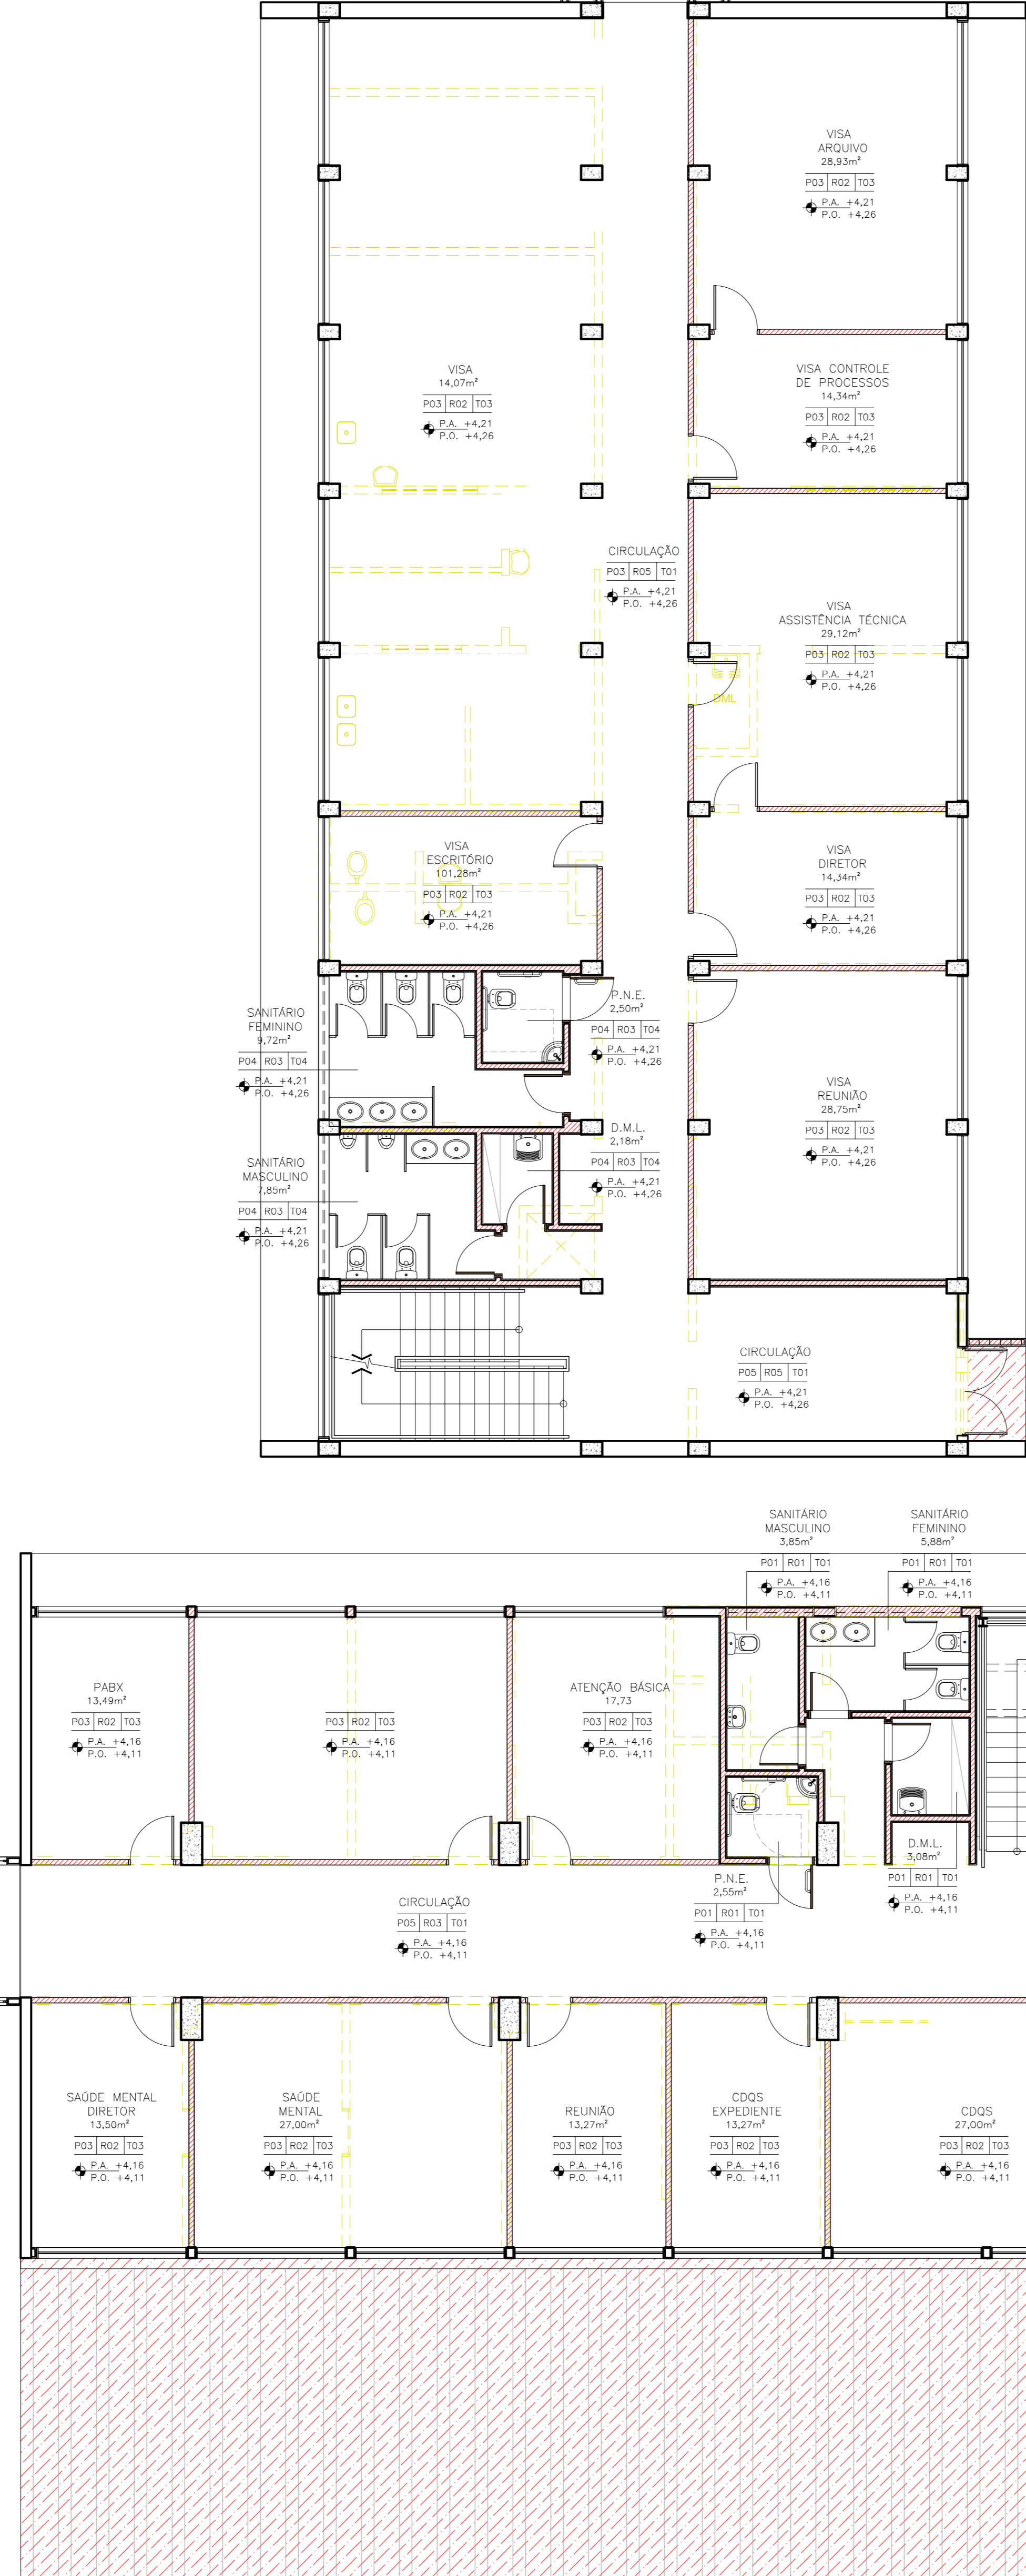 VISA
ARQUIVO
28,93m²
P03 R02 T03
P.A. +4,21
P.O. +4,26
VISA
14,07m²
P03 R02 T03
P.A. +4,21
P.O. +4,26
VISA CONTROLE
DE PROCESSOS
14,34m²
P03 R02 T03
P.A. +4,21
P.O. +4,26
CIRCULAÇÃO
P03 R05 T01
P.A. +4,21
P.O. +4,26
VISA
ASSISTÊNCIA TÉCNICA
29,12m²
P03 R02 T03
P.A. +4,21
P.O. +4,26
DML
VISA
ESCRITÓRIO
101,28m²
P03 R02 T03
P.A. +4,21
P.O. +4,26
VISA
DIRETOR
14,34m²
P03 R02 T03
P.A. +4,21
P.O. +4,26
SANITÁRIO
FEMININO
9,72m²
P04 R03 T04
P.A. +4,21
P.O. +4,26
P.N.E.
2,50m²
P04 R03 T04
P.A. +4,21
P.O. +4,26
VISA
REUNIÃO
28,75m²
P03 R02 T03
P.A. +4,21
P.O. +4,26
SANITÁRIO
MASCULINO
7,85m²
P04 R03 T04
P.A. +4,21
P.O. +4,26
D.M.L.
2,18m²
P04 R03 T04
P.A. +4,21
P.O. +4,26
CIRCULAÇÃO
P05 R05 T01
P.A. +4,21
P.O. +4,26
SANITÁRIO
MASCULINO
3,85m²
P01 R01 T01
P.A. +4,16
P.O. +4,11
SANITÁRIO
FEMININO
5,88m²
P01 R01 T01
P.A. +4,16
P.O. +4,11
PABX
13,49m²
P03 R02 T03
P.A. +4,16
P.O. +4,11
P03 R02 T03
P.A. +4,16
P.O. +4,11
ATENÇÃO BÁSICA
17,73
P03 R02 T03
P.A. +4,16
P.O. +4,11
D.M.L.
3,08m²
P01 R01 T01
P.A. +4,16
P.O. +4,11
P.N.E.
2,55m²
P01 R01 T01
P.A. +4,16
P.O. +4,11
CIRCULAÇÃO
P05 R03 T01
P.A. +4,16
P.O. +4,11
SAÚDE MENTAL
DIRETOR
13,50m²
P03 R02 T03
P.A. +4,16
P.O. +4,11
SAÚDE
MENTAL
27,00m²
P03 R02 T03
P.A. +4,16
P.O. +4,11
REUNIÃO
13,27m²
P03 R02 T03
P.A. +4,16
P.O. +4,11
CDQS
EXPEDIENTE
13,27m²
P03 R02 T03
P.A. +4,16
P.O. +4,11
CDQS
27,00m²
P03 R02 T03
P.A. +4,16
P.O. +4,11